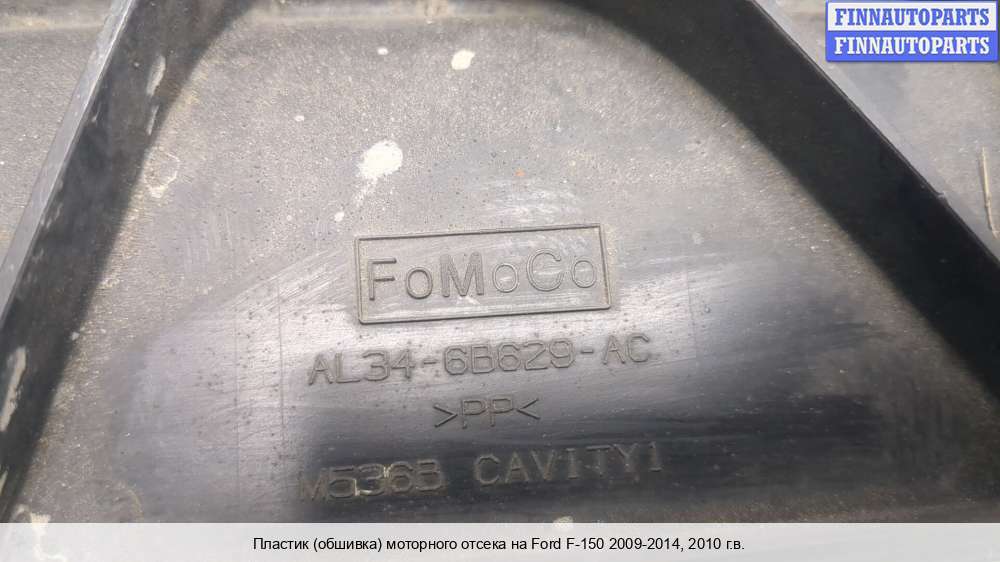 FINNAUTOPARTS
FINNAUTOPARTS
FoMoCo
AL34-6B629-AC
>PP<
M536B CAVITY1
Пластик (обшивка) моторного отсека на Ford F-150 2009-2014, 2010 г.в.